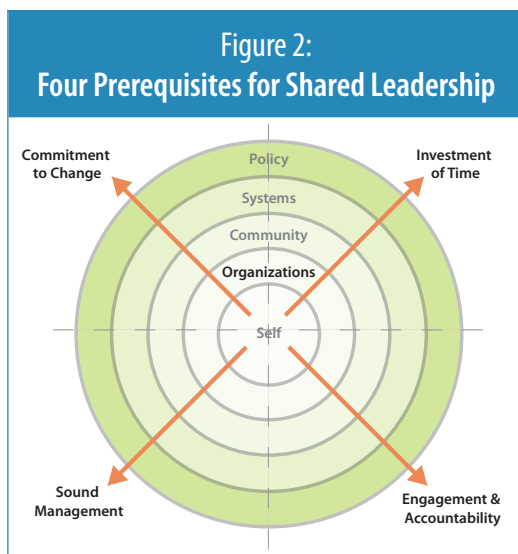 Figure 2:
Four Prerequisites for Shared Leadership
Commitment
to Change
Policy
Investment
of Time
Systems
Community
Organizations
Self
Sound
Management
Engagement &
Accountability